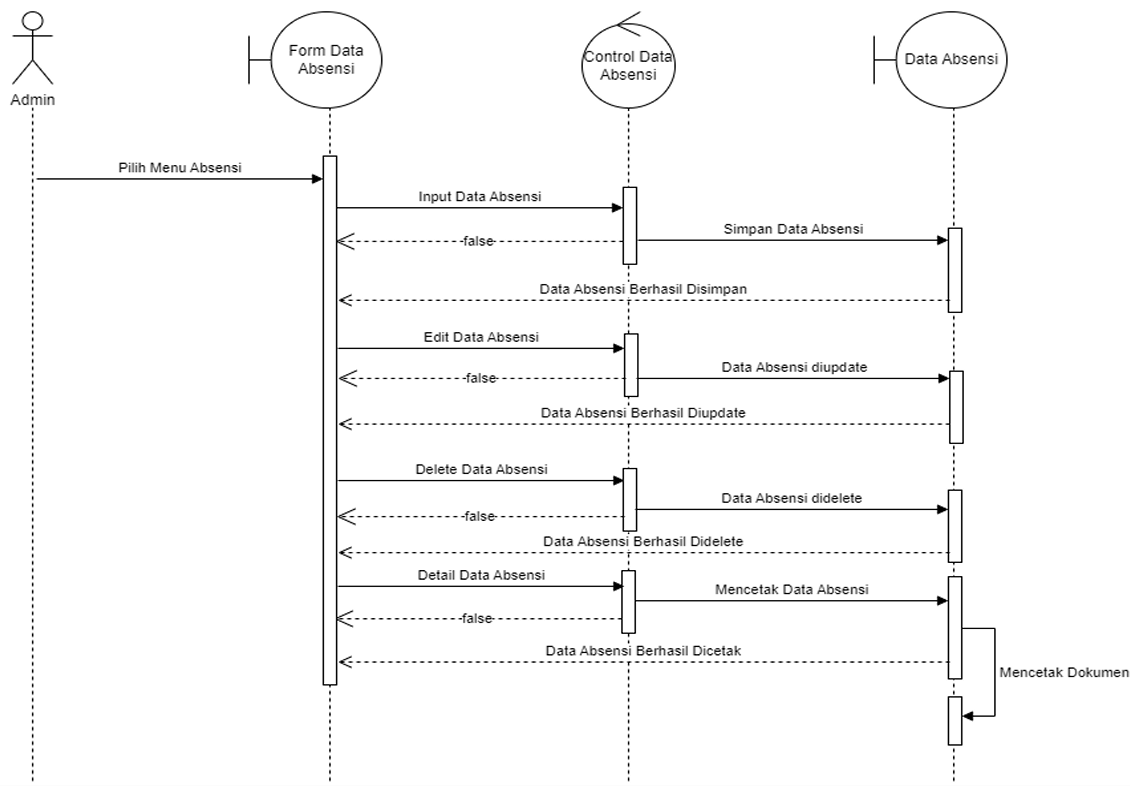 Form Data
Absensi
Control Data
Absensi
Data Absensi
Admin
Pilih Menu Absensi
Input Data Absensi
false
Simpan Data Absensi
Data Absensi Berhasil Disimpan
Edit Data Absensi
false
Data Absensi diupdate
Data Absensi Berhasil Diupdate
Delete Data Absensi
false
Data Absensi didelete
Data Absensi Berhasil Didelete
Detail Data Absensi
Mencetak Data Absensi
false
Data Absensi Berhasil Dicetak
Mencetak Dokumen